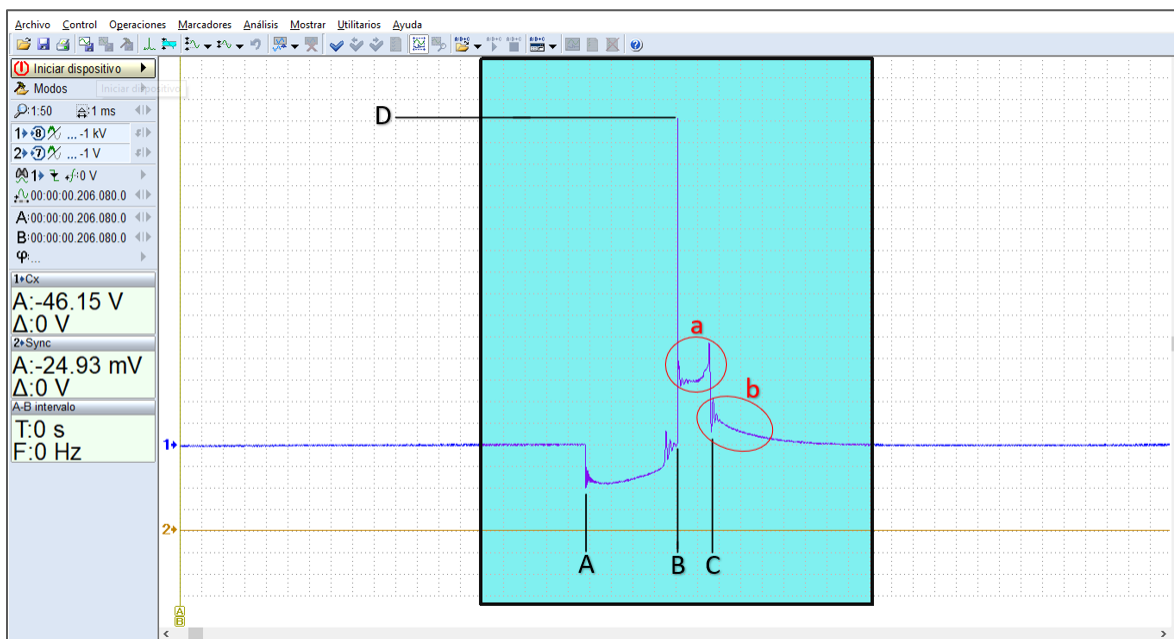 Archivo Control Operaciones Marcadores Análisis Mostrar Utilitarios Ayuda
Iniciar dispositivo
Modos
Iniciar dispositivo
1:50 1 ms
1 8 ... -1 kV
2 7 ... -1 V
1 f:0 V
00:00:00.206.080.0
A:00:00:00.206.080.0
B:00:00:00.206.080.0
φ:...
1 Cx
A:-46.15 V
Δ:0 V
2 Sync
A:-24.93 mV
Δ:0 V
A-B intervalo
T:0 s
F:0 Hz
D
a
b
1
2
A
B
C
A
B